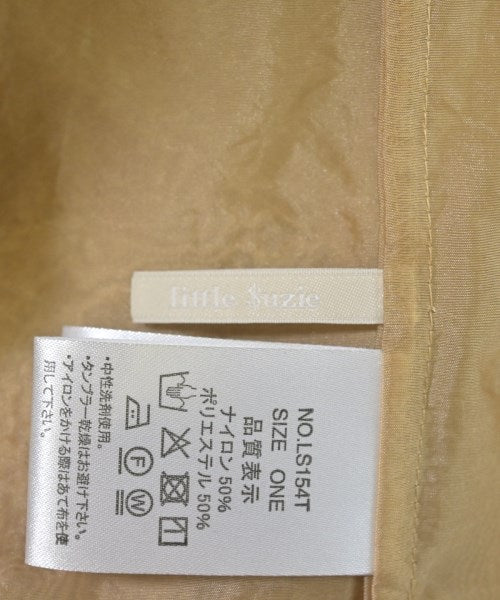 little $uzie
NO.LS154T
SIZE ONE
品質表示
ナイロン 50%
ポリエステル 50%
F
W
・中性洗剤使用。
・タンブラー乾燥はお避け下さい。
・アイロンをかける際はあて布を使
用して下さい。